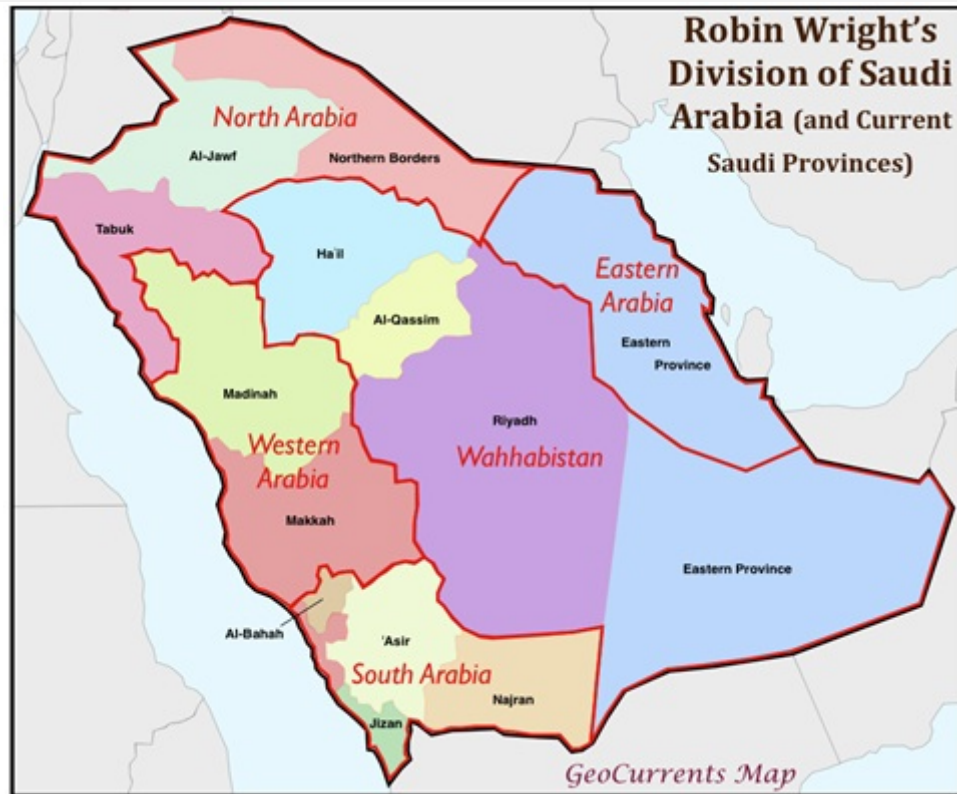 Robin Wright's
Division of Saudi
Arabia (and Current
Saudi Provinces)
North Arabia
Al-Jawf
Northern Borders
Tabuk
Ha'il
Eastern
Arabia
Al-Qassim
Eastern
Province
Madinah
Riyadh
Western
Arabia
Wahhabistan
Makkah
Eastern Province
Al-Bahah
'Asir
South Arabia
Najran
Jizan
GeoCurrents Map